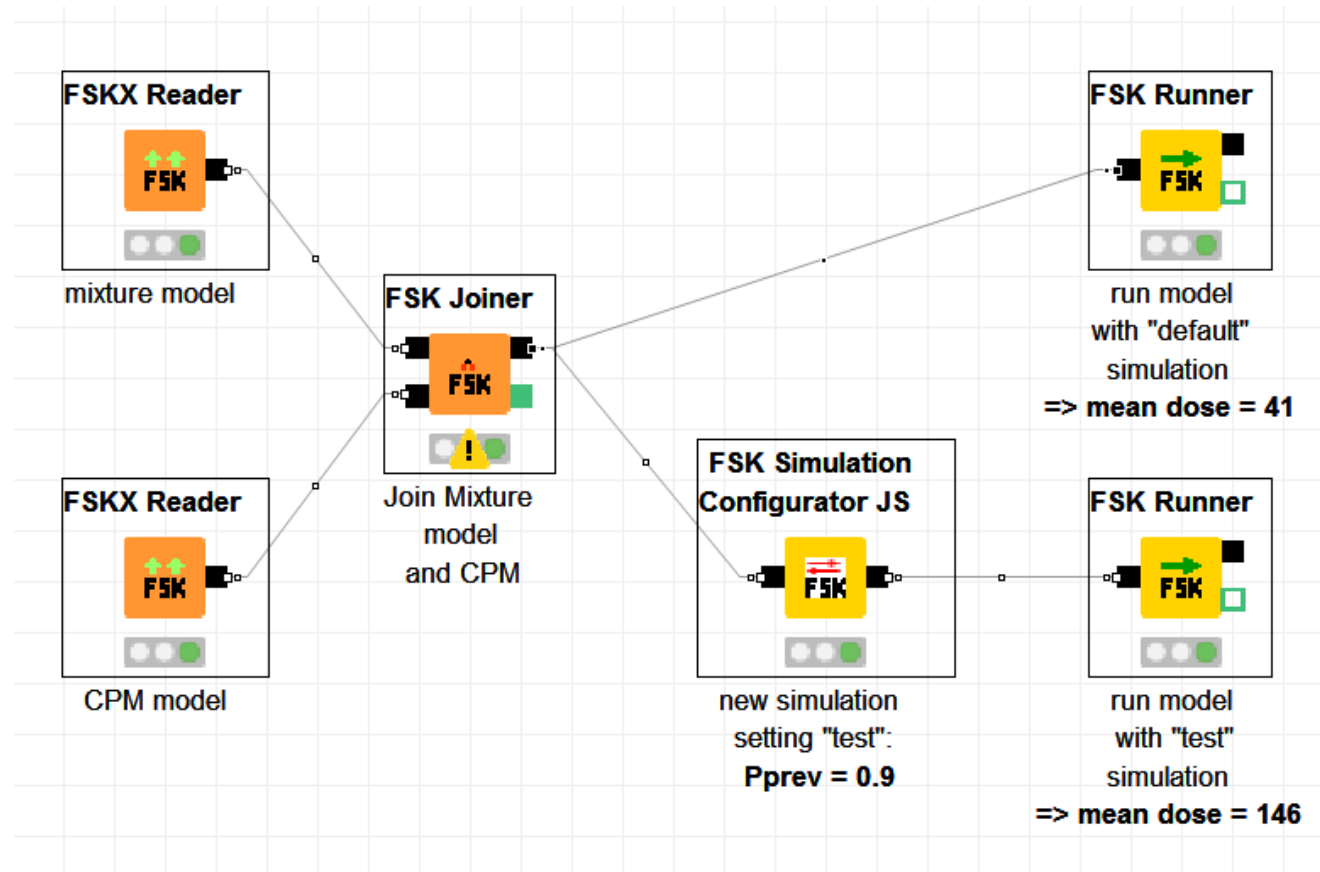 FSKX Reader
FSK
mixture model
FSK Runner
FSK
run model
with "default"
simulation
=> mean dose = 41
FSK Joiner
FSK
!
Join Mixture
model
and CPM
FSKX Reader
FSK
CPM model
FSK Simulation
Configurator JS
FSK
new simulation
setting "test":
Pprev = 0.9
FSK Runner
FSK
run model
with "test"
simulation
=> mean dose = 146